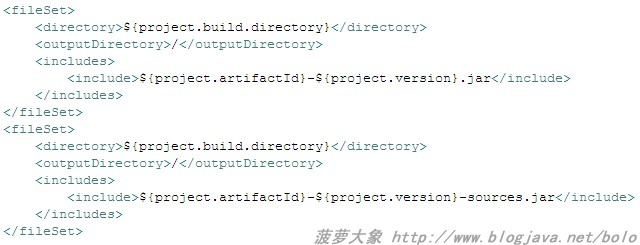 <fileSet>
    <directory>${project.build.directory}</directory>
    <outputDirectory>/</outputDirectory>
    <includes>
        <include>${project.artifactId}-${project.version}.jar</include>
    </includes>
</fileSet>
<fileSet>
    <directory>${project.build.directory}</directory>
    <outputDirectory>/</outputDirectory>
    <includes>
        <include>${project.artifactId}-${project.version}-sources.jar</include>
    </includes>
</fileSet>
菠萝大象 http://www.blogjava.net/bolo